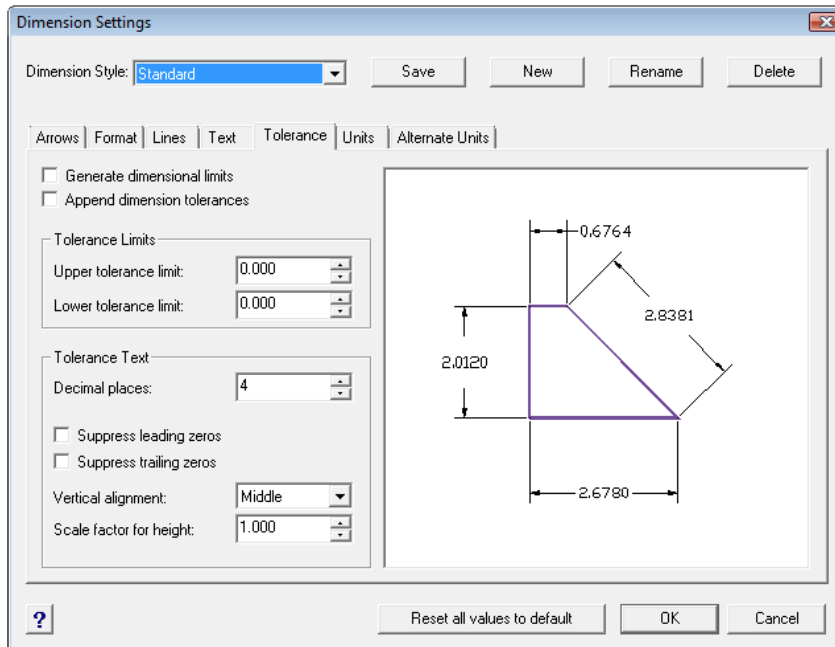 Dimension Settings
Dimension Style: Standard Save New Rename Delete
Arrows Format Lines Text Tolerance Units Alternate Units
Generate dimensional limits
Append dimension tolerances
Tolerance Limits
Upper tolerance limit: 0.000
Lower tolerance limit: 0.000
Tolerance Text
Decimal places: 4
Suppress leading zeros
Suppress trailing zeros
Vertical alignment: Middle
Scale factor for height: 1.000
0.6764
2.8381
2.0120
2.6780
? Reset all values to default OK Cancel